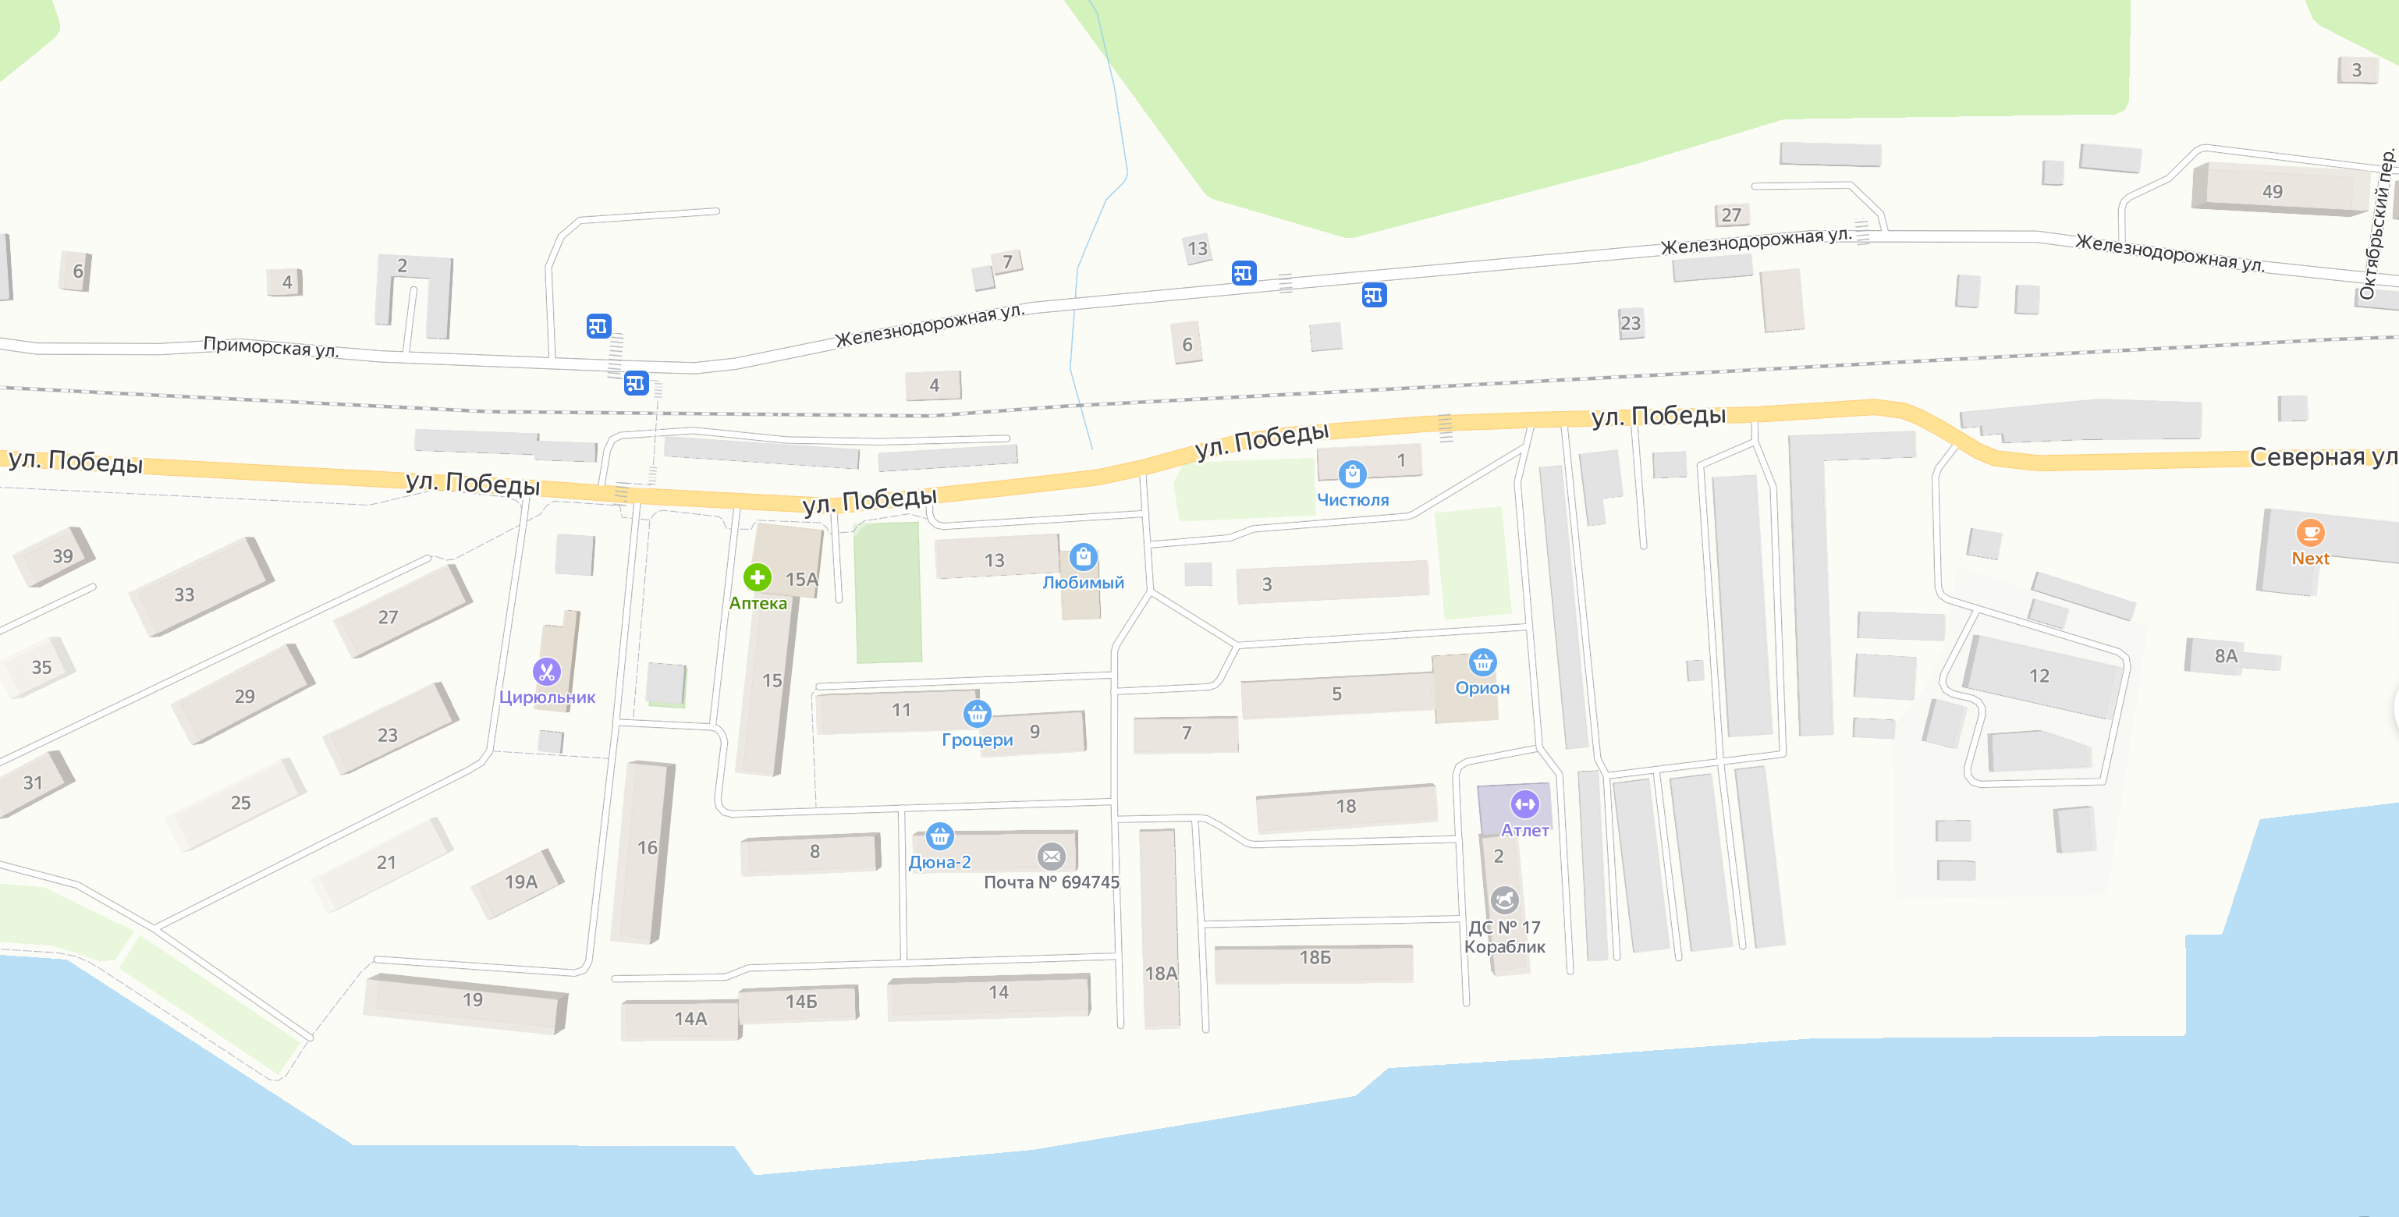 3
49
Октябрьский пер.
27
Железнодорожная ул.
Железнодорожная ул.
13
7
6
4
2
Железнодорожная ул.
Приморская ул.
23
6
4
ул. Победы
ул. Победы
1
Чистюля
Северная ул
ул. Победы
ул. Победы
ул. Победы
Next
39
33
27
15А
Аптека
13
Любимый
3
35
29
Цирюльник
15
11
Гроцери
9
7
5
Орион
12
8А
31
25
23
21
19А
16
8
Дюна-2
Почта № 694745
18
Атлет
2
ДС № 17
Кораблик
19
14А
14Б
14
18А
18Б